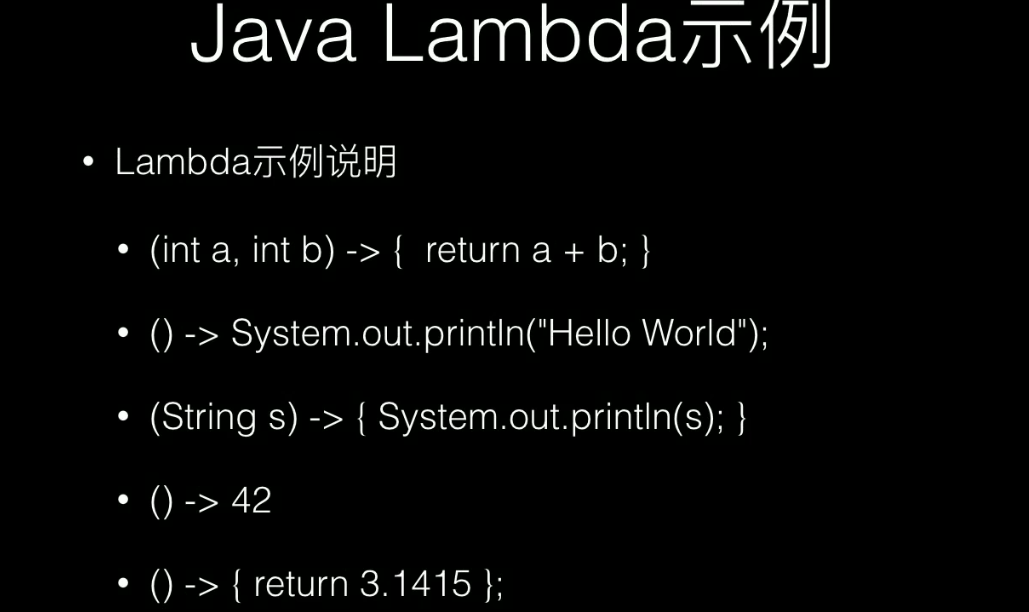 Java Lambda示例
• Lambda示例说明
• (int a, int b) -> {  return a + b; }
• () -> System.out.println("Hello World");
• (String s) -> { System.out.println(s); }
• () -> 42
• () -> { return 3.1415 };